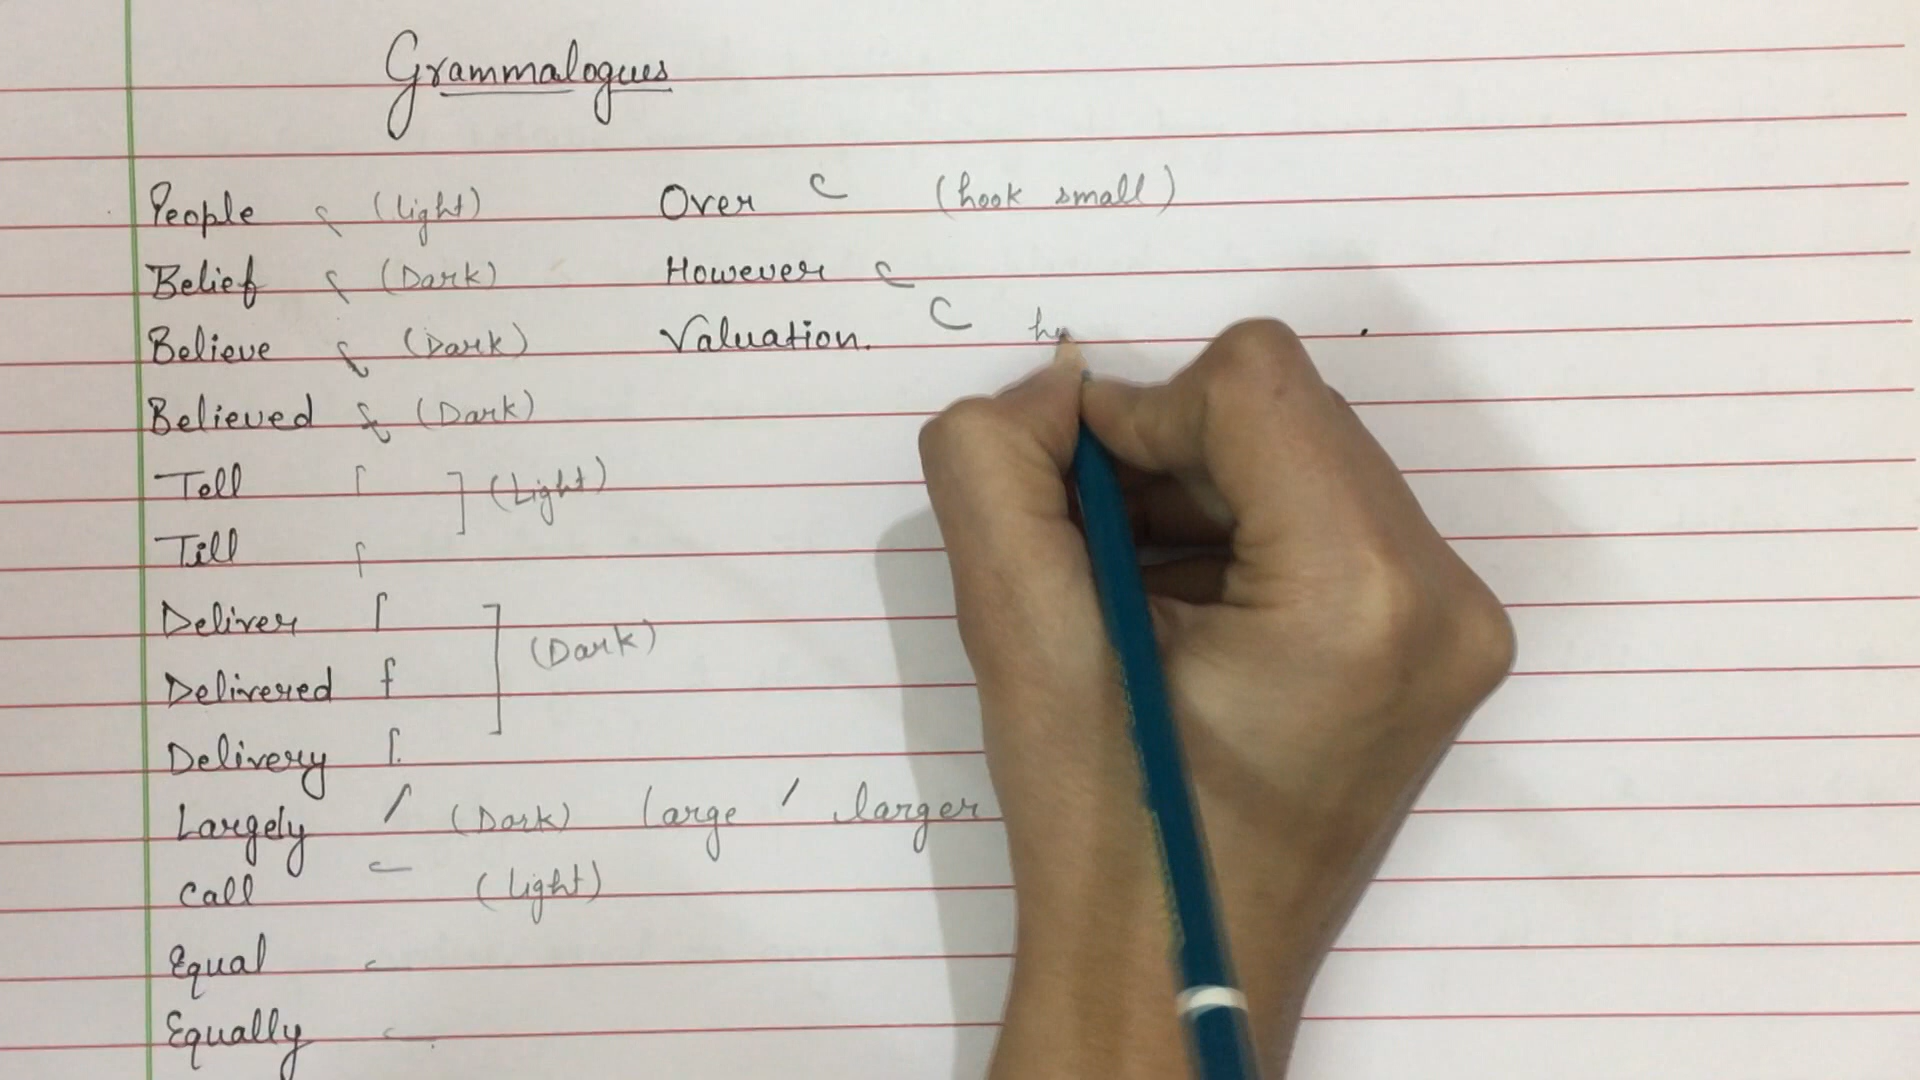 Grammalogues
People (light) Over (hook small)
Belief (Dark) However
Believe (Dark) Valuation.
Believed (Dark)
Tell ] (Light)
Till
Deliver
Delivered ] (Dark)
Delivery
Largely (Dark) large larger
Call (light)
Equal
Equally